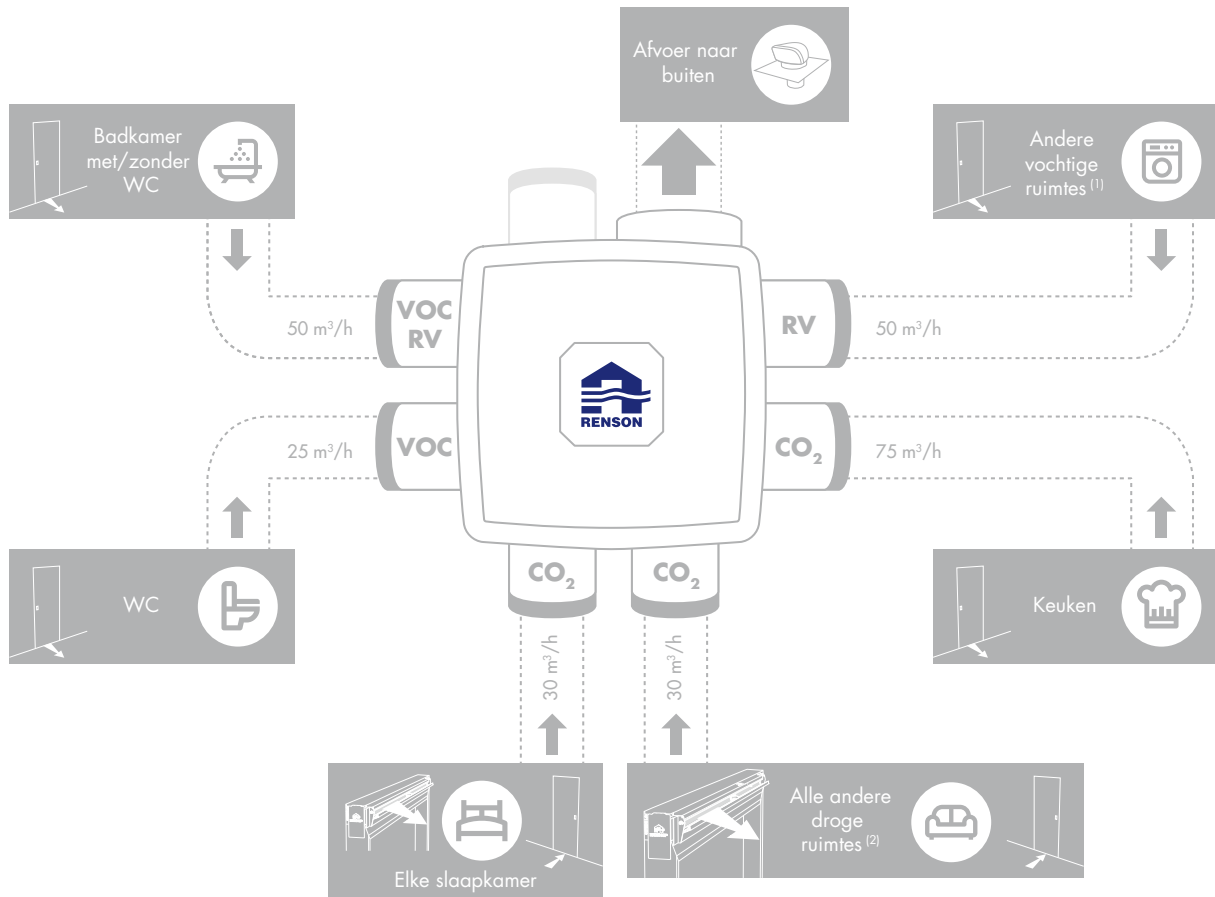 Afvoer naar
buiten
Badkamer
met/zonder
WC
Andere
vochtige
ruimtes (1)
VOC
RV
50 m³/h
RV
50 m³/h
RENSON
VOC
25 m³/h
CO₂
75 m³/h
WC
CO₂
CO₂
Keuken
30 m³/h
30 m³/h
Elke slaapkamer
Alle andere
droge
ruimtes (2)